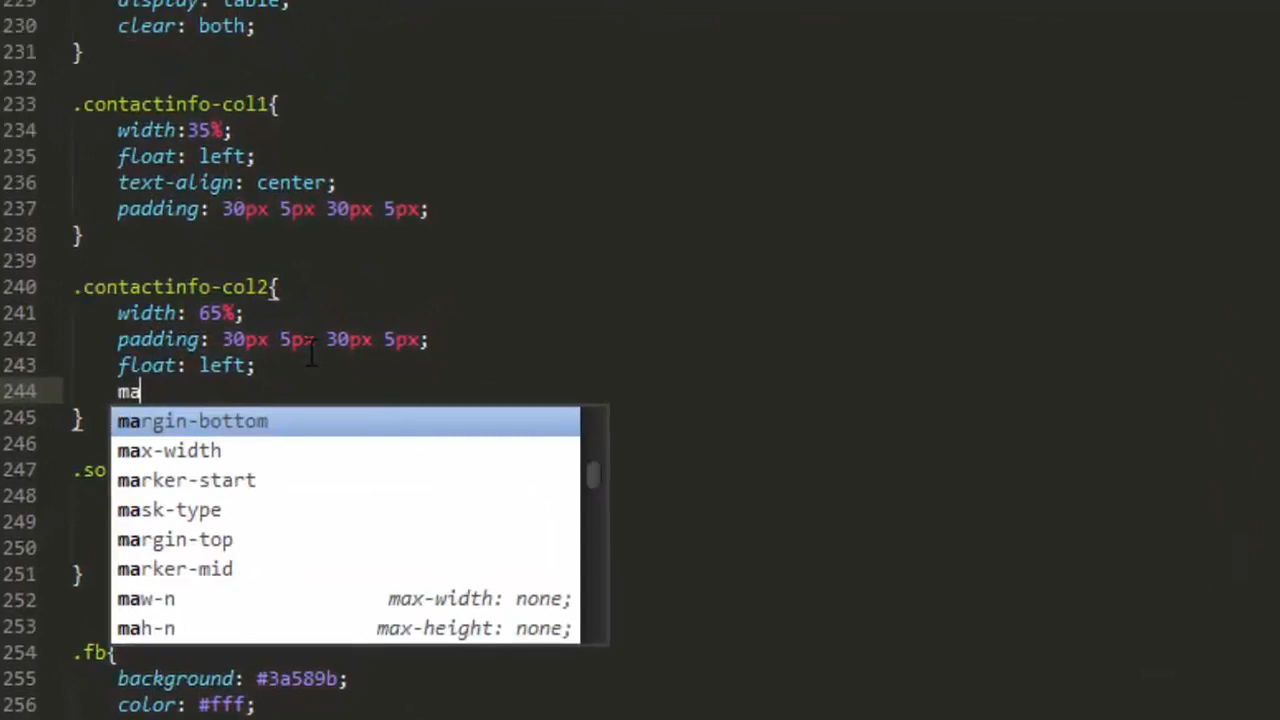 229 display: table;
230 clear: both;
231 }
232
233 .contactinfo-col1{
234 width:35%;
235 float: left;
236 text-align: center;
237 padding: 30px 5px 30px 5px;
238 }
239
240 .contactinfo-col2{
241 width: 65%;
242 padding: 30px 5px 30px 5px;
243 float: left;
244 ma
245 }
margin-bottom
246
max-width
247 .so
marker-start
248
mask-type
249
margin-top
250
marker-mid
251 }
252
maw-n max-width: none;
253
mah-n max-height: none;
254 .fb{
255 background: #3a589b;
256 color: #fff;